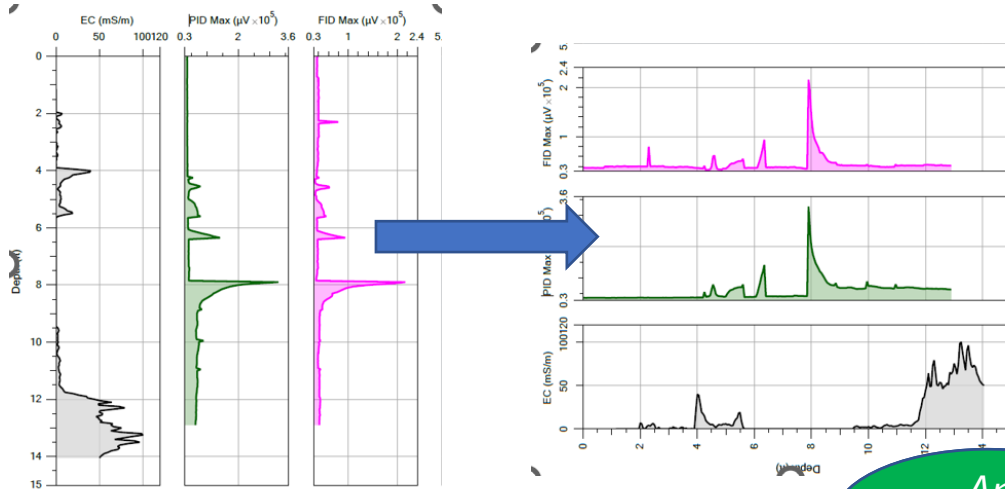 EC (mS/m)
PID Max (µV × 10⁵)
FID Max (µV × 10⁵)
0 50 100120
0.3 2 3.6
0.3 1 2 2.4
5.
0
2
4
6
8
10
12
14
15
5.
FID Max (µV × 10⁵)
0.3 1 2 2.4
PID Max
0.3 3.6
5)
EC (mS/m)
0 50 100120
0 2 4 6 8 10 12 14